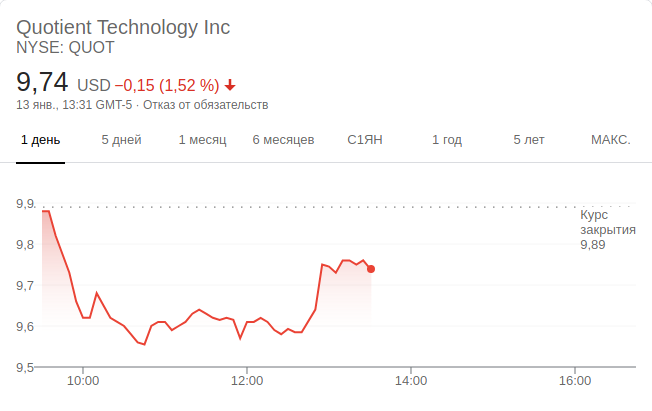 Quotient Technology Inc
NYSE: QUOT
9,74 USD −0,15 (1,52 %)
13 янв., 13:31 GMT-5 · Отказ от обязательств
1 день 5 дней 1 месяц 6 месяцев С1ЯН 1 год 5 лет МАКС.
9,9
Курс
закрытия
9,8
9,89
9,7
9,6
9,5
10:00 12:00 14:00 16:00